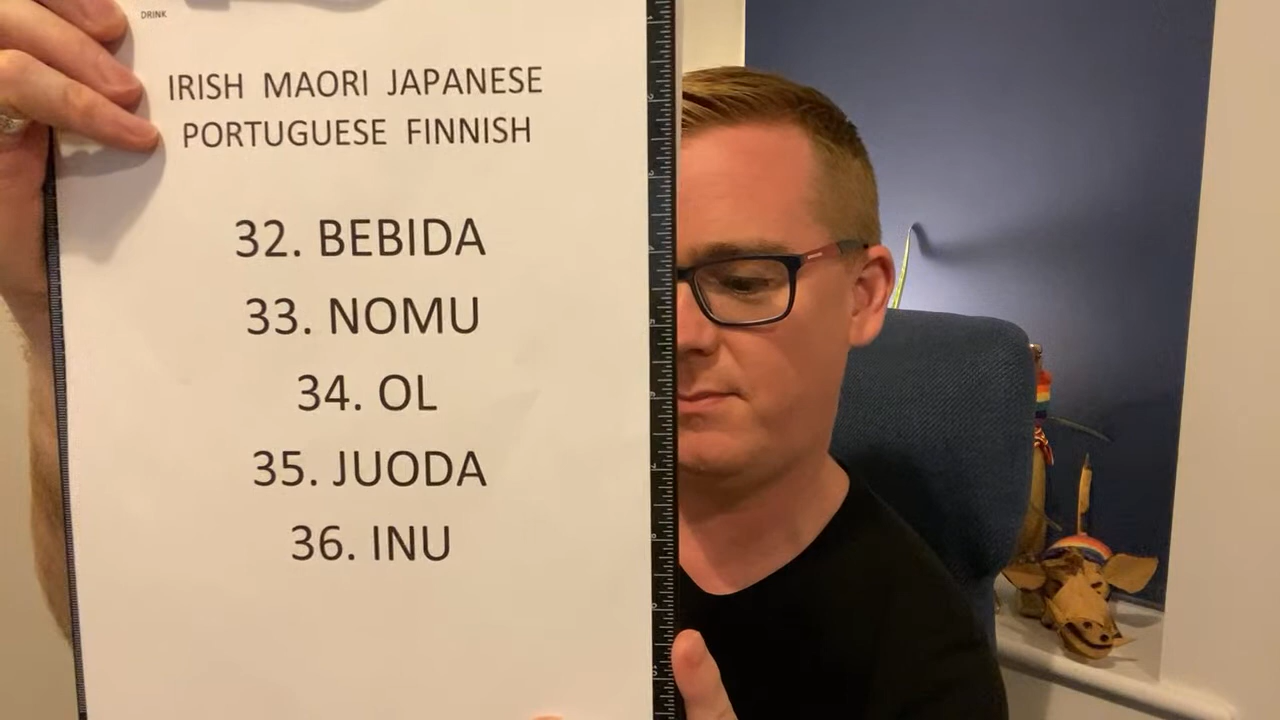 DRINK
IRISH MAORI JAPANESE
PORTUGUESE FINNISH
32. BEBIDA
33. NOMU
34. OL
35. JUODA
36. INU